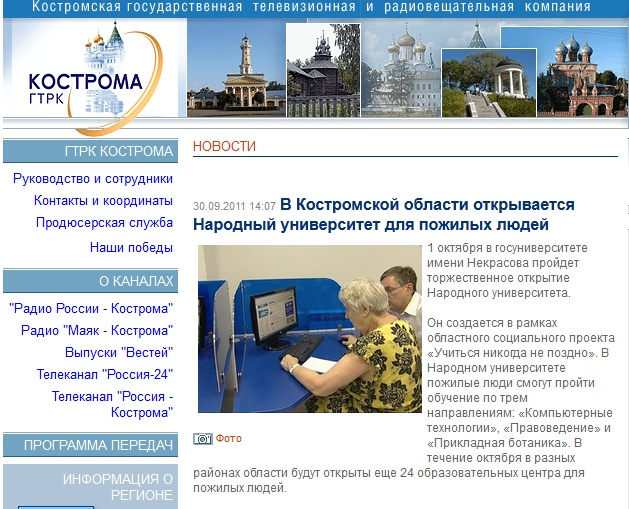 Костромская государственная телевизионная и радиовещательная компания
КОСТРОМА
ГТРК
ГТРК КОСТРОМА
Руководство и сотрудники
Контакты и координаты
Продюсерская служба
Наши победы
О КАНАЛАХ
"Радио России - Кострома"
Радио "Маяк - Кострома"
Выпуски "Вестей"
Телеканал "Россия-24"
Телеканал "Россия -
Кострома"
ПРОГРАММА ПЕРЕДАЧ
ИНФОРМАЦИЯ О
РЕГИОНЕ
НОВОСТИ
30.09.2011 14:07 В Костромской области открывается
Народный университет для пожилых людей
1 октября в госуниверситете
имени Некрасова пройдет
торжественное открытие
Народного университета.
Он создается в рамках
областного социального проекта
«Учиться никогда не поздно». В
Народном университете
пожилые люди смогут пройти
обучение по трем
направлениям: «Компьютерные
технологии», «Правоведение» и
«Прикладная ботаника». В
течение октября в разных
районах области будут открыты еще 24 образовательных центра для
пожилых людей.
Фото